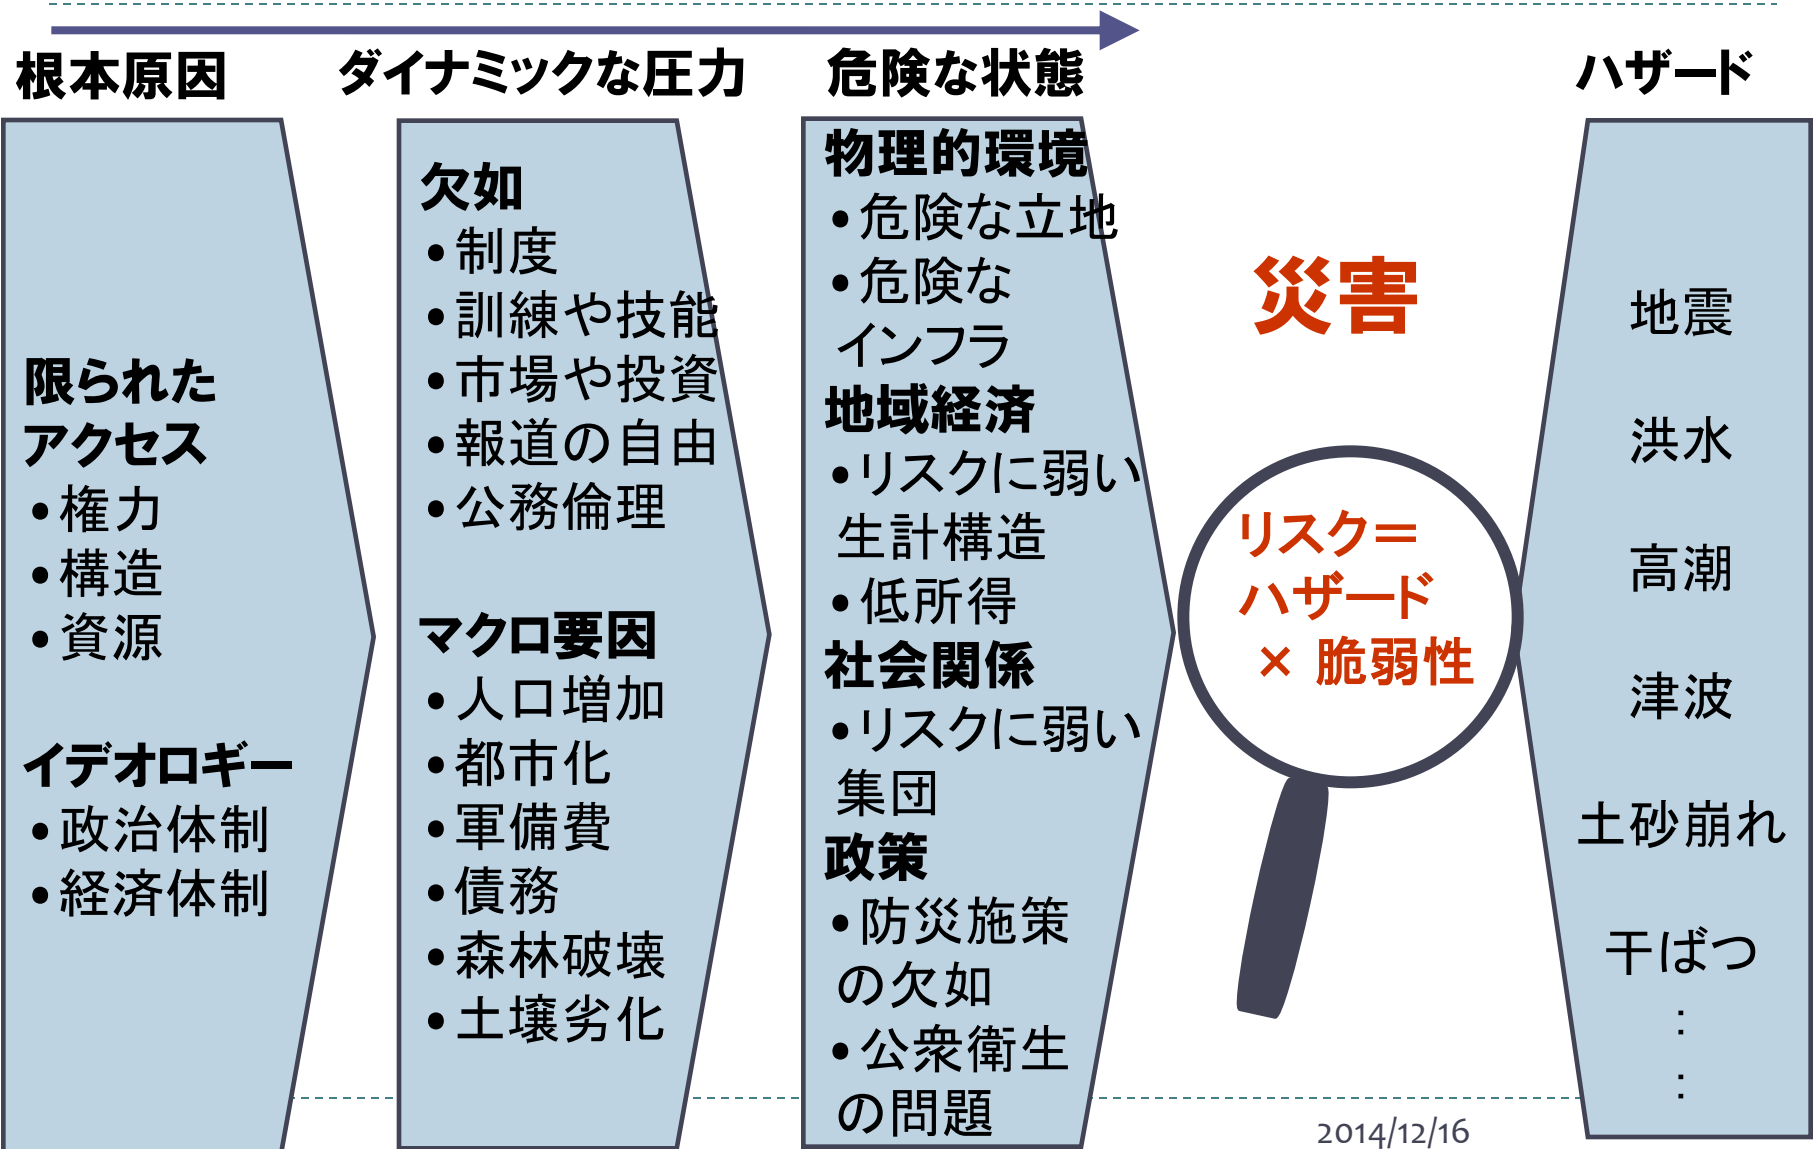 根本原因
限られた
アクセス
•権力
•構造
•資源
イデオロギー
•政治体制
•経済体制
ダイナミックな圧力
欠如
•制度
•訓練や技能
•市場や投資
•報道の自由
•公務倫理
マクロ要因
•人口増加
•都市化
•軍備費
•債務
•森林破壊
•土壌劣化
危険な状態
物理的環境
•危険な立地
•危険な
インフラ
地域経済
•リスクに弱い
生計構造
•低所得
社会関係
•リスクに弱い
集団
政策
•防災施策
の欠如
•公衆衛生
の問題
災害
リスク＝
ハザード
× 脆弱性
ハザード
地震
洪水
高潮
津波
土砂崩れ
干ばつ
：
：
2014/12/16